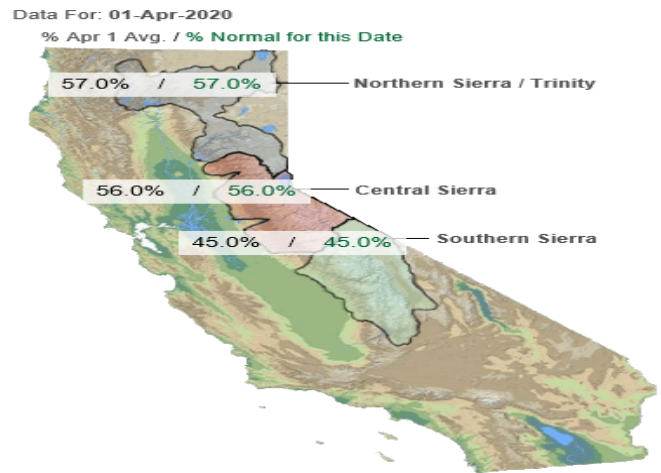 Data For: 01-Apr-2020
% Apr 1 Avg. / % Normal for this Date
57.0% / 57.0% Northern Sierra / Trinity
56.0% / 56.0% Central Sierra
45.0% / 45.0% Southern Sierra